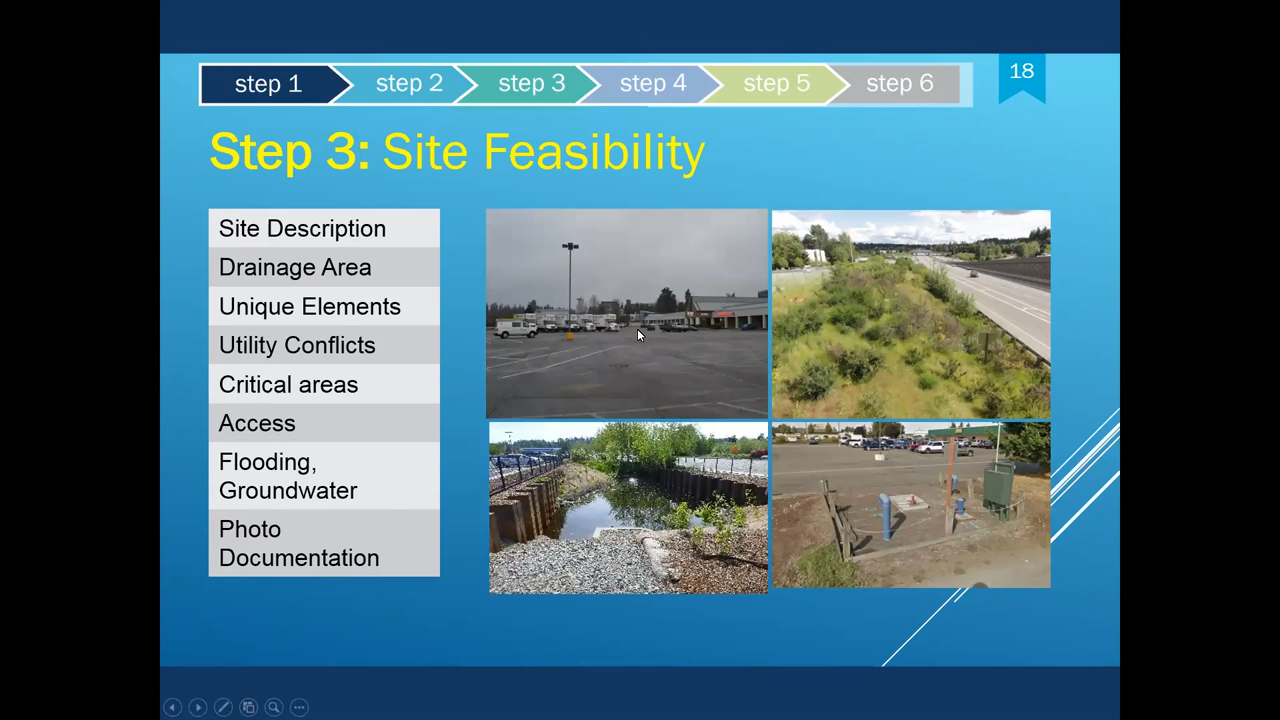 step 1
step 2
step 3
step 4
step 5
step 6
18
Step 3: Site Feasibility
Site Description
Drainage Area
Unique Elements
Utility Conflicts
Critical areas
Access
Flooding,
Groundwater
Photo
Documentation